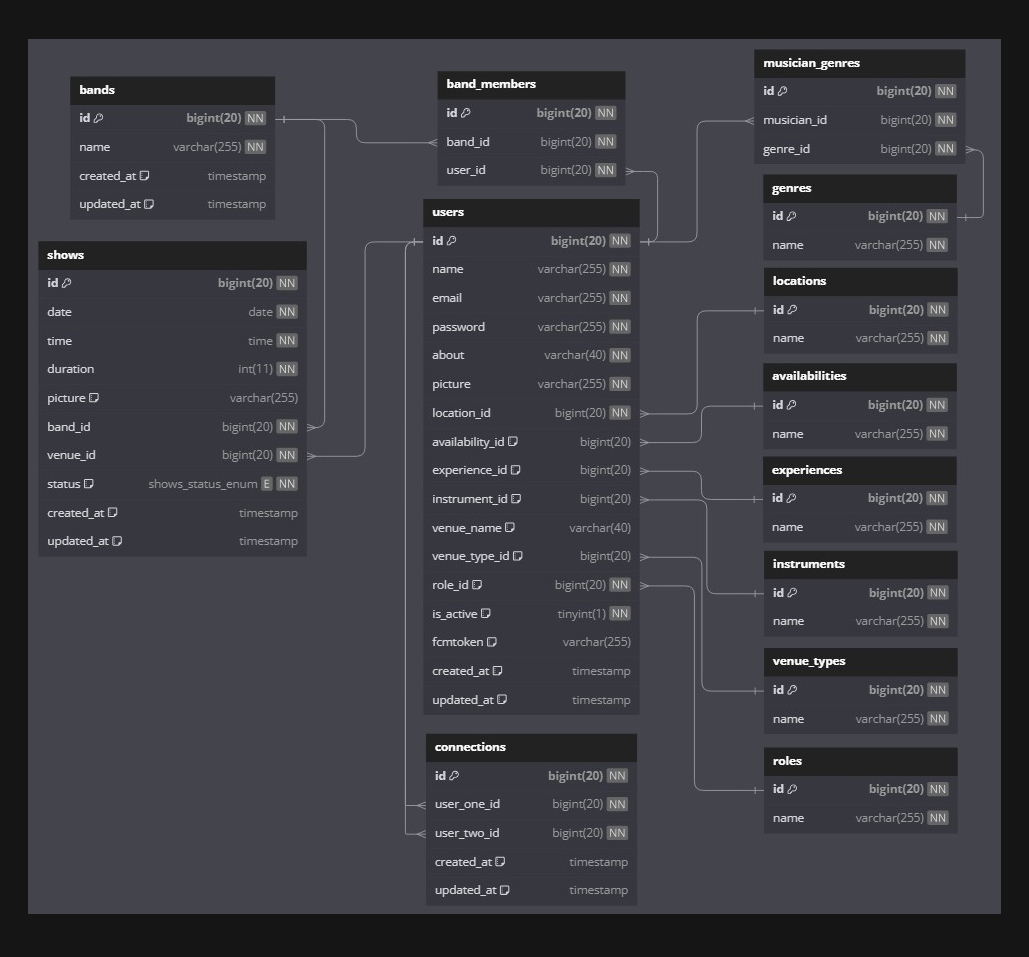 bands
id bigint(20) NN
name varchar(255) NN
created_at timestamp
updated_at timestamp
shows
id bigint(20) NN
date date NN
time time NN
duration int(11) NN
picture varchar(255)
band_id bigint(20) NN
venue_id bigint(20) NN
status shows_status_enum E NN
created_at timestamp
updated_at timestamp
band_members
id bigint(20) NN
band_id bigint(20) NN
user_id bigint(20) NN
users
id bigint(20) NN
name varchar(255) NN
email varchar(255) NN
password varchar(255) NN
about varchar(40) NN
picture varchar(255) NN
location_id bigint(20) NN
availability_id bigint(20)
experience_id bigint(20)
instrument_id bigint(20)
venue_name varchar(40)
venue_type_id bigint(20)
role_id bigint(20) NN
is_active tinyint(1) NN
fcmtoken varchar(255)
created_at timestamp
updated_at timestamp
connections
id bigint(20) NN
user_one_id bigint(20) NN
user_two_id bigint(20) NN
created_at timestamp
updated_at timestamp
musician_genres
id bigint(20) NN
musician_id bigint(20) NN
genre_id bigint(20) NN
genres
id bigint(20) NN
name varchar(255) NN
locations
id bigint(20) NN
name varchar(255) NN
availabilities
id bigint(20) NN
name varchar(255) NN
experiences
id bigint(20) NN
name varchar(255) NN
instruments
id bigint(20) NN
name varchar(255) NN
venue_types
id bigint(20) NN
name varchar(255) NN
roles
id bigint(20) NN
name varchar(255) NN